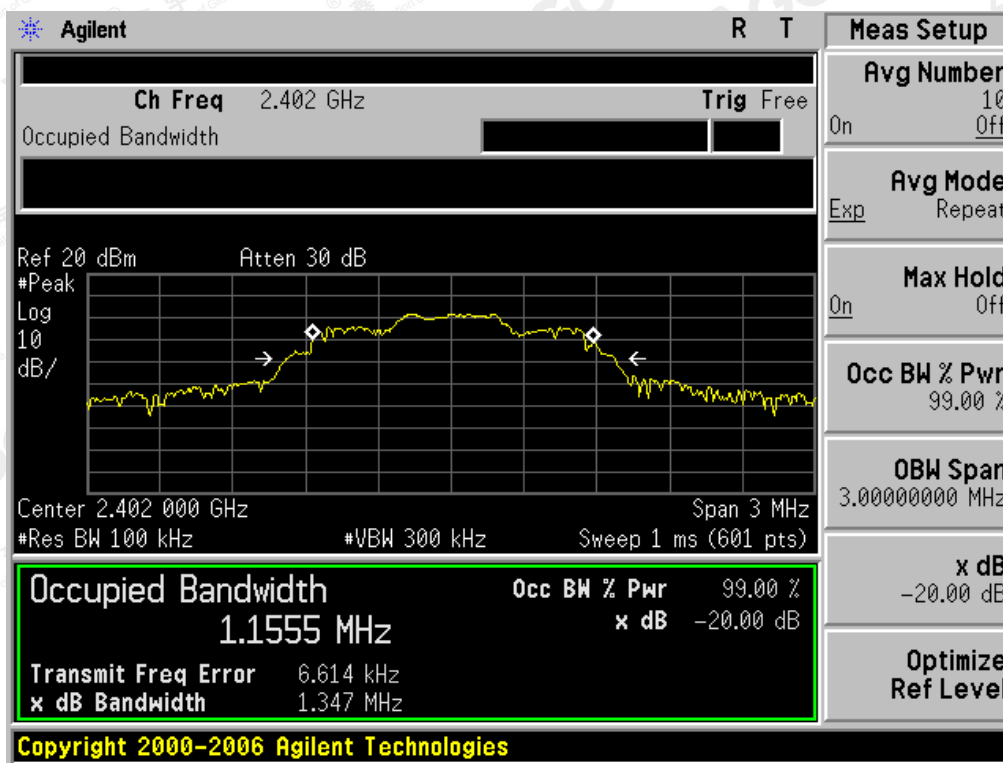 Agilent R T Meas Setup
Ch Freq 2.402 GHz Trig Free
Occupied Bandwidth
Avg Number
10
On Off
Avg Mode
Exp Repeat
Max Hold
On Off
Occ BW % Pwr
99.00 %
OBW Span
3.00000000 MHz
x dB
-20.00 dB
Optimize
Ref Level
Ref 20 dBm Atten 30 dB
#Peak
Log
10
dB/
Center 2.402 000 GHz Span 3 MHz
#Res BW 100 kHz #VBW 300 kHz Sweep 1 ms (601 pts)
Occupied Bandwidth
1.1555 MHz
Occ BW % Pwr 99.00 %
x dB -20.00 dB
Transmit Freq Error 6.614 kHz
x dB Bandwidth 1.347 MHz
Copyright 2000-2006 Agilent Technologies